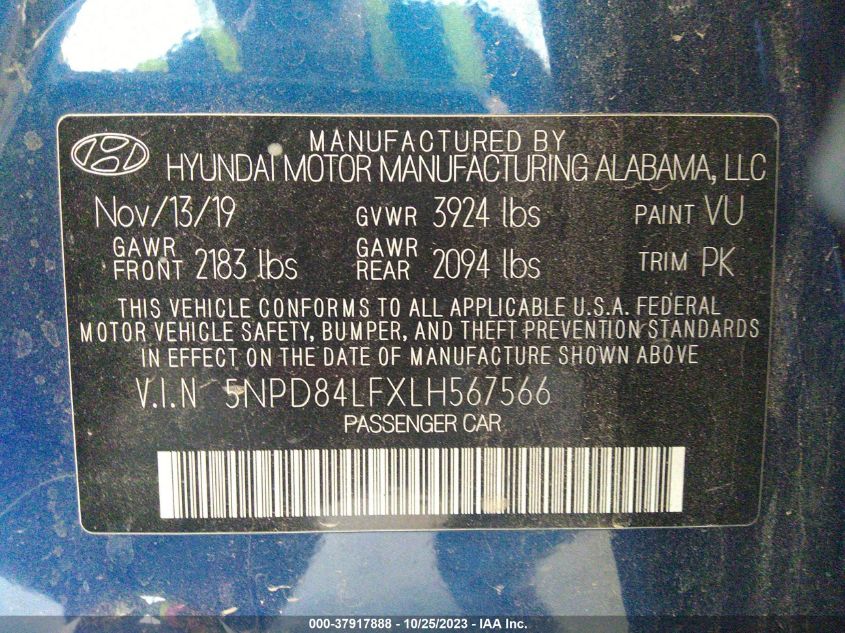 MANUFACTURED BY
HYUNDAI MOTOR MANUFACTURING ALABAMA, LLC
Nov/13/19 GVWR 3924 lbs PAINT VU
GAWR FRONT 2183 lbs GAWR REAR 2094 lbs TRIM PK
THIS VEHICLE CONFORMS TO ALL APPLICABLE U.S.A. FEDERAL
MOTOR VEHICLE SAFETY, BUMPER, AND THEFT PREVENTION STANDARDS
IN EFFECT ON THE DATE OF MANUFACTURE SHOWN ABOVE.
V.I.N 5NPD84LFXLH567566
PASSENGER CAR
000-37917888 - 10/25/2023 - IAA Inc.